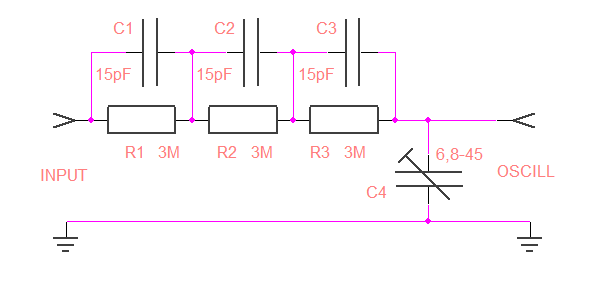 C1 C2 C3
15pF 15pF 15pF
R1 3M R2 3M R3 3M
6,8-45
INPUT OSCILL
C4